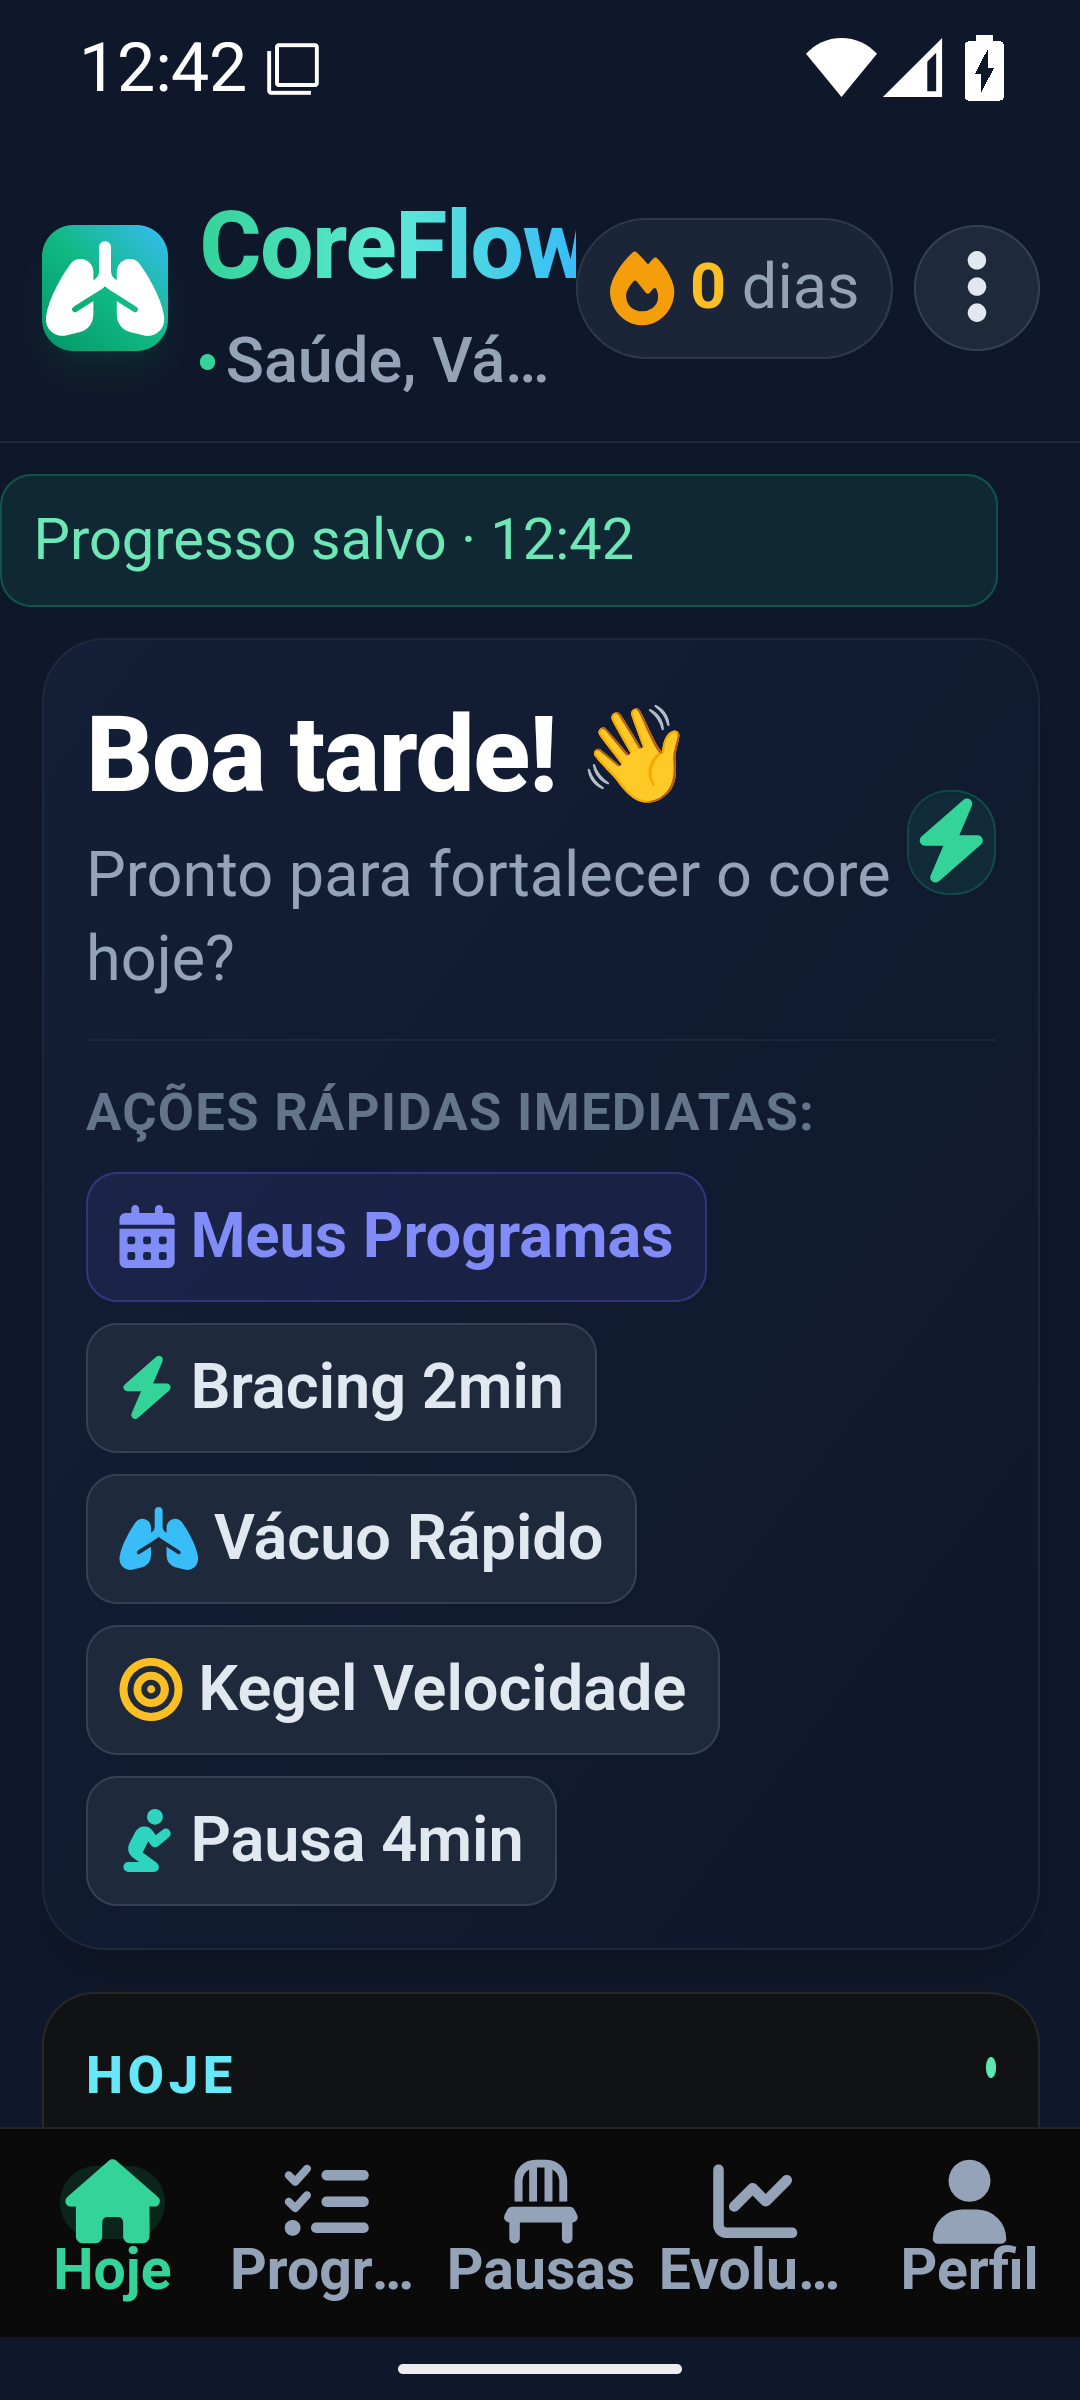 12:42
CoreFlow
0 dias
Saúde, Vá...
Progresso salvo · 12:42
Boa tarde! 👋
Pronto para fortalecer o core
hoje?
AÇÕES RÁPIDAS IMEDIATAS:
Meus Programas
Bracing 2min
Vácuo Rápido
Kegel Velocidade
Pausa 4min
HOJE
Hoje
Progr...
Pausas
Evolu...
Perfil